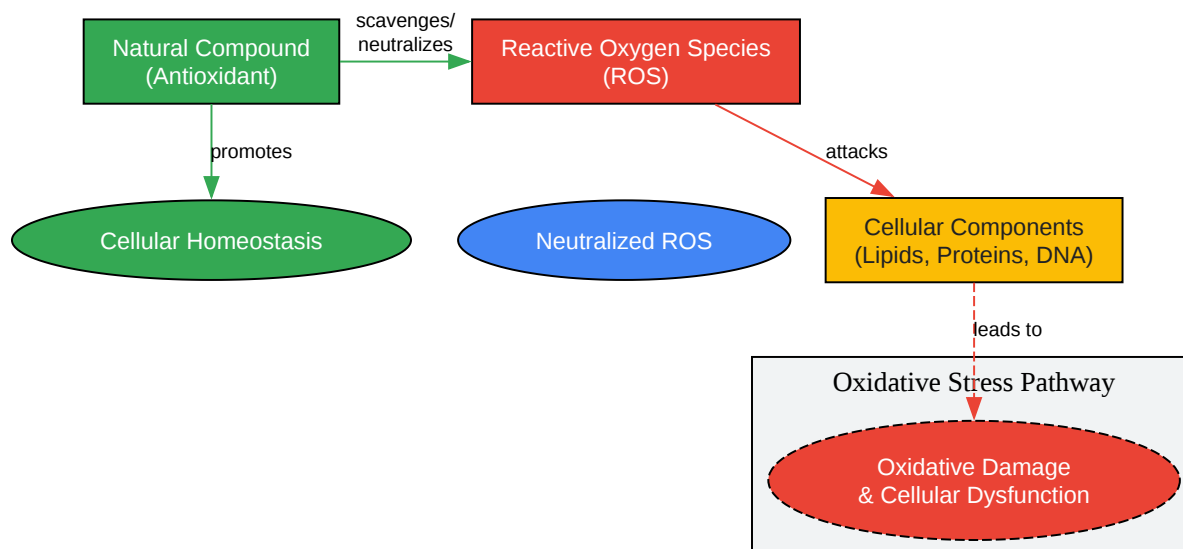 Natural Compound
(Antioxidant)
scavenges/
neutralizes
Reactive Oxygen Species
(ROS)
promotes
attacks
Cellular Homeostasis
Neutralized ROS
Cellular Components
(Lipids, Proteins, DNA)
leads to
Oxidative Stress Pathway
Oxidative Damage
& Cellular Dysfunction